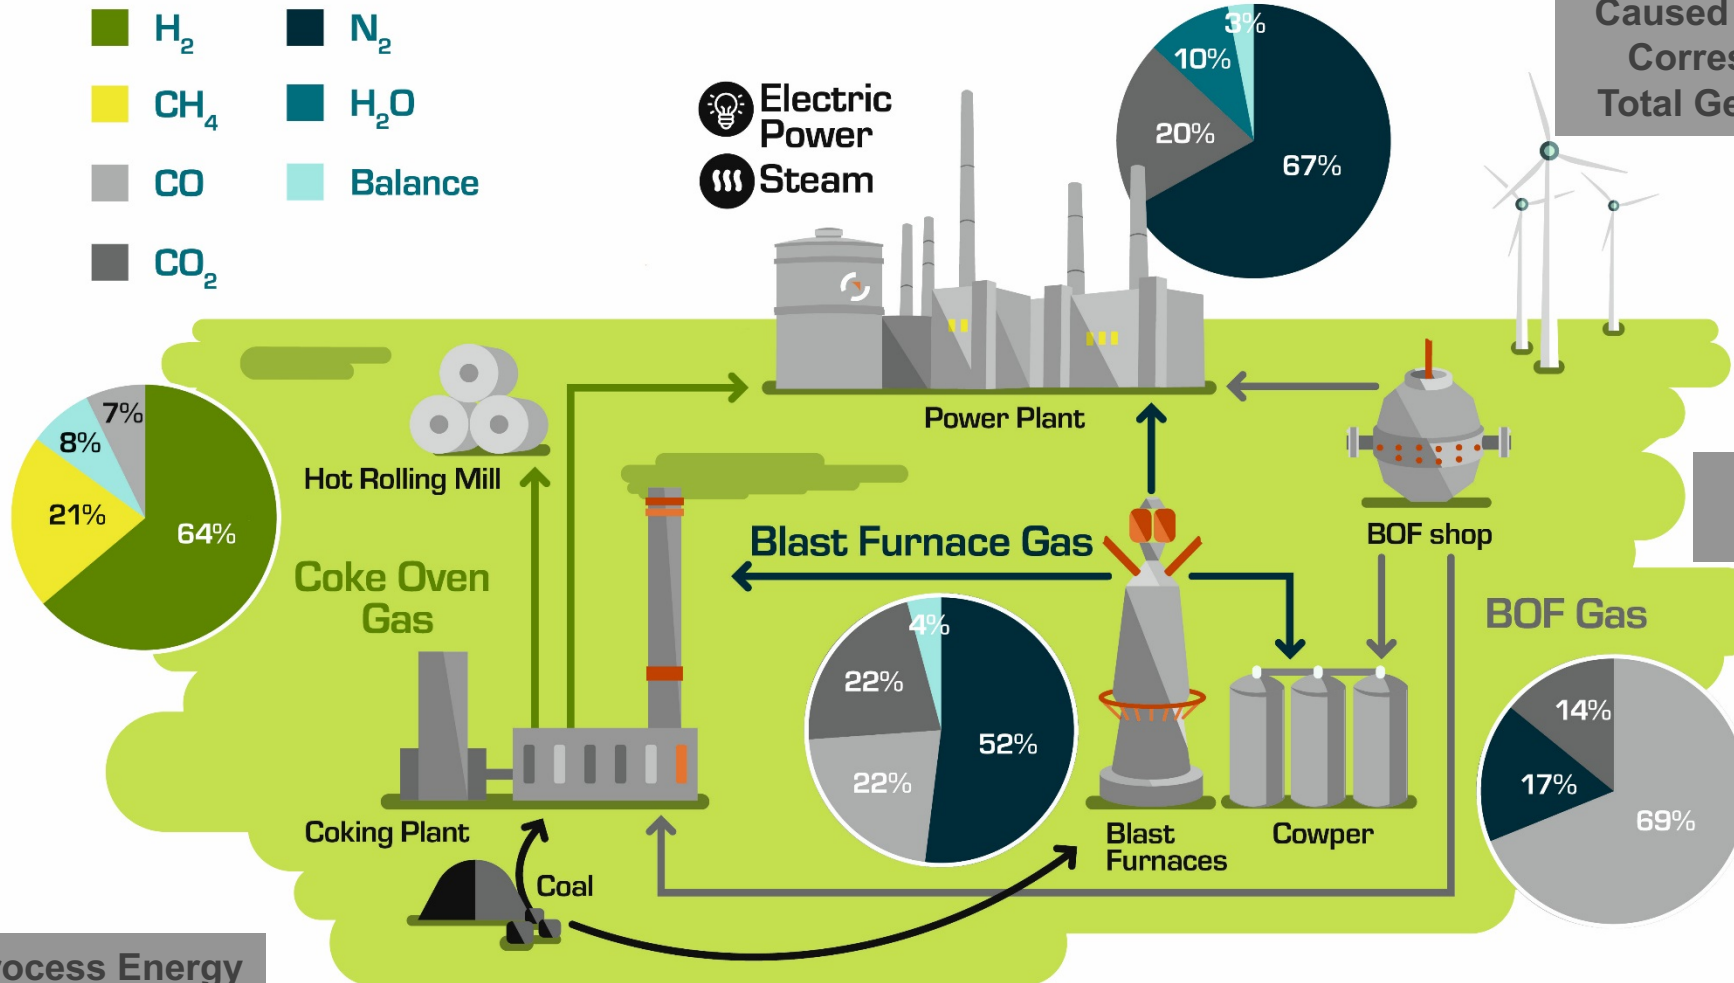 H₂
N₂
CH₄
H₂O
CO
Balance
CO₂
Electric
Power
Steam
3%
10%
20%
67%
Caused
Total
Power Plant
Hot Rolling Mill
7%
8%
21%
64%
Coke Oven
Gas
Blast Furnace Gas
BOF shop
BOF Gas
4%
22%
52%
22%
14%
17%
69%
Coking Plant
Blast
Furnaces
Cowper
Coal
Energy